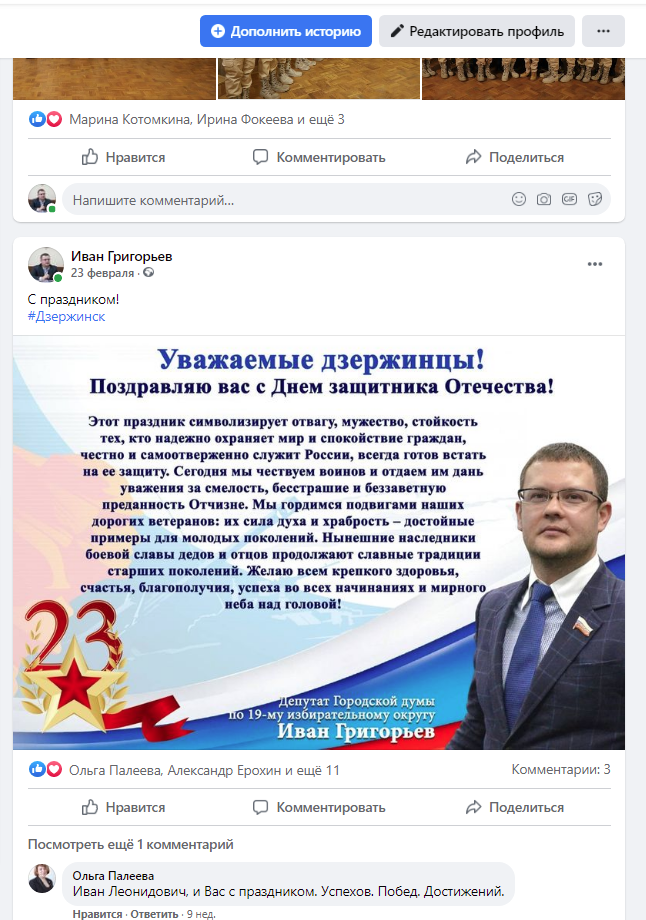 Дополнить историю
Редактировать профиль
Марина Котомкина, Ирина Фокеева и ещё 3
Нравится
Комментировать
Поделиться
Напишите комментарий...
GIF
Иван Григорьев
23 февраля ·
С праздником!
#Дзержинск
Уважаемые дзержинцы!
Поздравляю вас с Днем защитника Отечества!
Этот праздник символизирует отвагу, мужество, стойкость
тех, кто надежно охраняет мир и спокойствие граждан,
честно и самоотверженно служит России, всегда готов встать
на ее защиту. Сегодня мы чествуем воинов и отдаем им дань
уважения за смелость, бесстрашие и беззаветную
преданность Отчизне. Мы гордимся подвигами наших
дорогих ветеранов: их сила духа и храбрость – достойные
примеры для молодых поколений. Нынешние наследники
боевой славы дедов и отцов продолжают славные традиции
старших поколений. Желаю всем крепкого здоровья,
счастья, благополучия, успеха во всех начинаниях и мирного
неба над головой!
23
Депутат Городской думы
по 19-му избирательному округу
Иван Григорьев
Ольга Палеева, Александр Ерохин и ещё 11
Комментарии: 3
Нравится
Комментировать
Поделиться
Посмотреть ещё 1 комментарий
Ольга Палеева
Иван Леонидович, и Вас с праздником. Успехов. Побед. Достижений.
Нравится · Ответить · 9 нед.